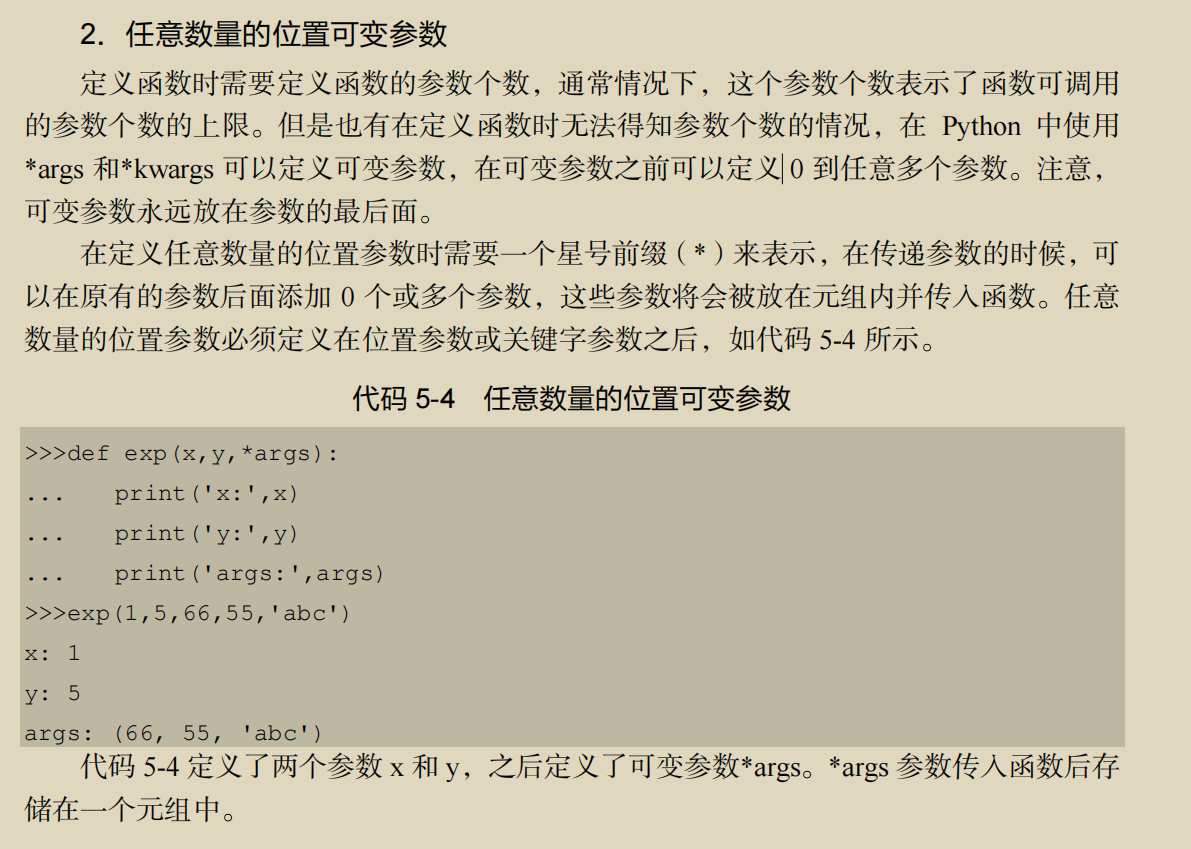 2. 任意数量的位置可变参数
定义函数时需要定义函数的参数个数，通常情况下，这个参数个数表示了函数可调用
的参数个数的上限。但是也有在定义函数时无法得知参数个数的情况，在 Python 中使用
*args 和*kwargs 可以定义可变参数，在可变参数之前可以定义 0 到任意多个参数。注意，
可变参数永远放在参数的最后面。
在定义任意数量的位置参数时需要一个星号前缀（*）来表示，在传递参数的时候，可
以在原有的参数后面添加 0 个或多个参数，这些参数将会被放在元组内并传入函数。任意
数量的位置参数必须定义在位置参数或关键字参数之后，如代码 5-4 所示。
代码 5-4 任意数量的位置可变参数
>>>def exp(x,y,*args):
... print('x:',x)
... print('y:',y)
... print('args:',args)
>>>exp(1,5,66,55,'abc')
x: 1
y: 5
args: (66, 55, 'abc')
代码 5-4 定义了两个参数 x 和 y，之后定义了可变参数*args。*args 参数传入函数后存
储在一个元组中。